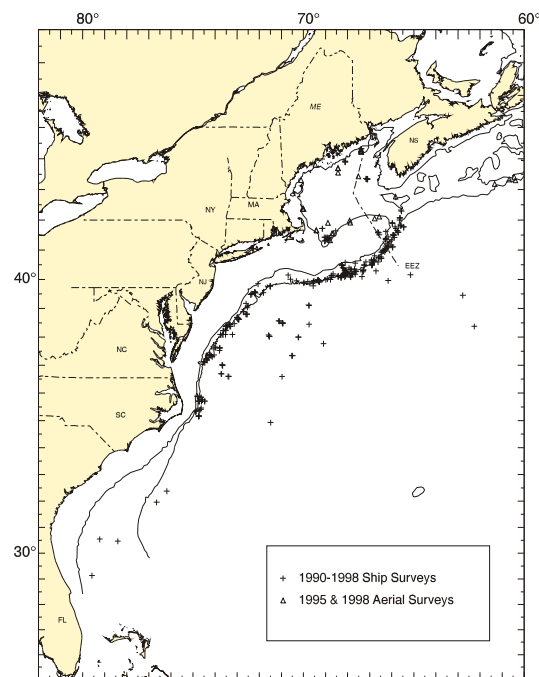 80° 70° 60°
ME
NS
NY MA
EEZ
40°
NJ
NC
SC
30°
+ 1990-1998 Ship Surveys
△ 1995 & 1998 Aerial Surveys
FL